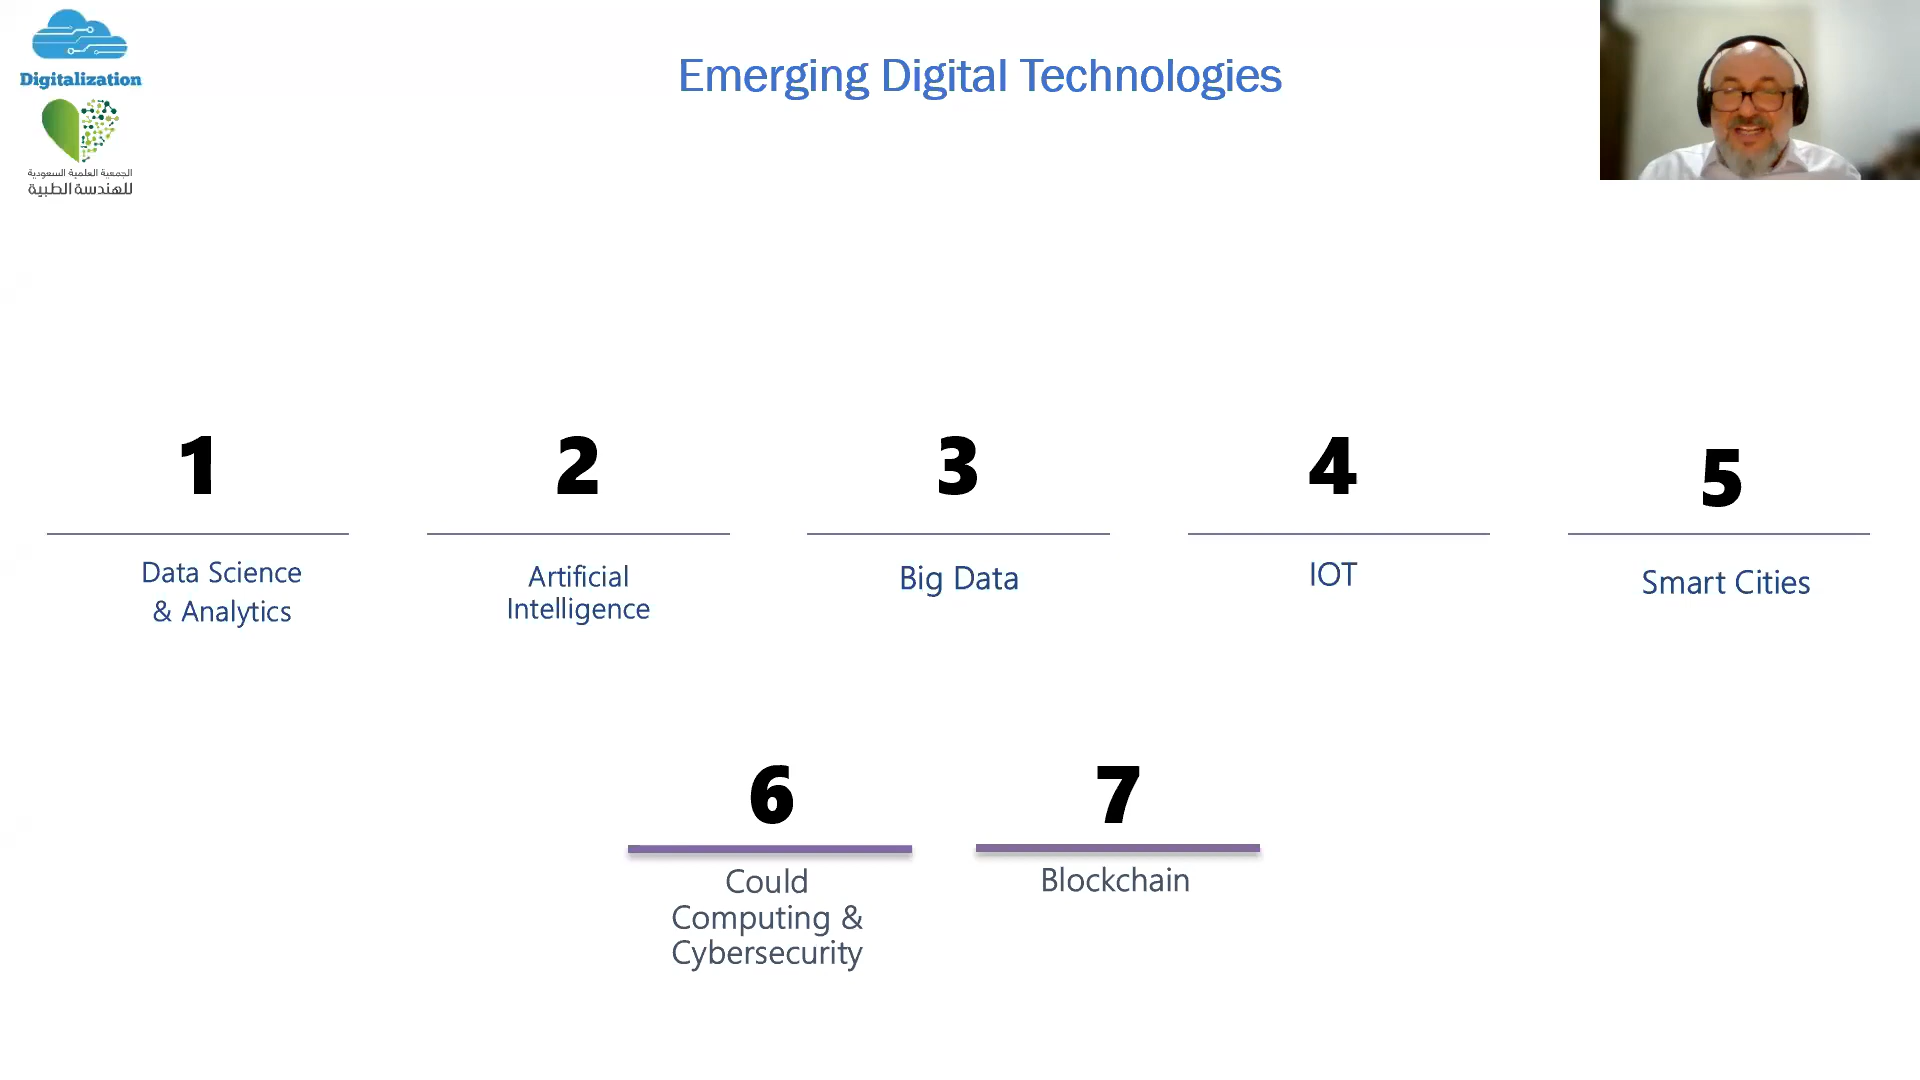 Digitalization
الجمعية العلمية السعودية
للهندسة الطبية
Emerging Digital Technologies
1
Data Science
& Analytics
2
Artificial
Intelligence
3
Big Data
4
IOT
5
Smart Cities
6
Could
Computing &
Cybersecurity
7
Blockchain